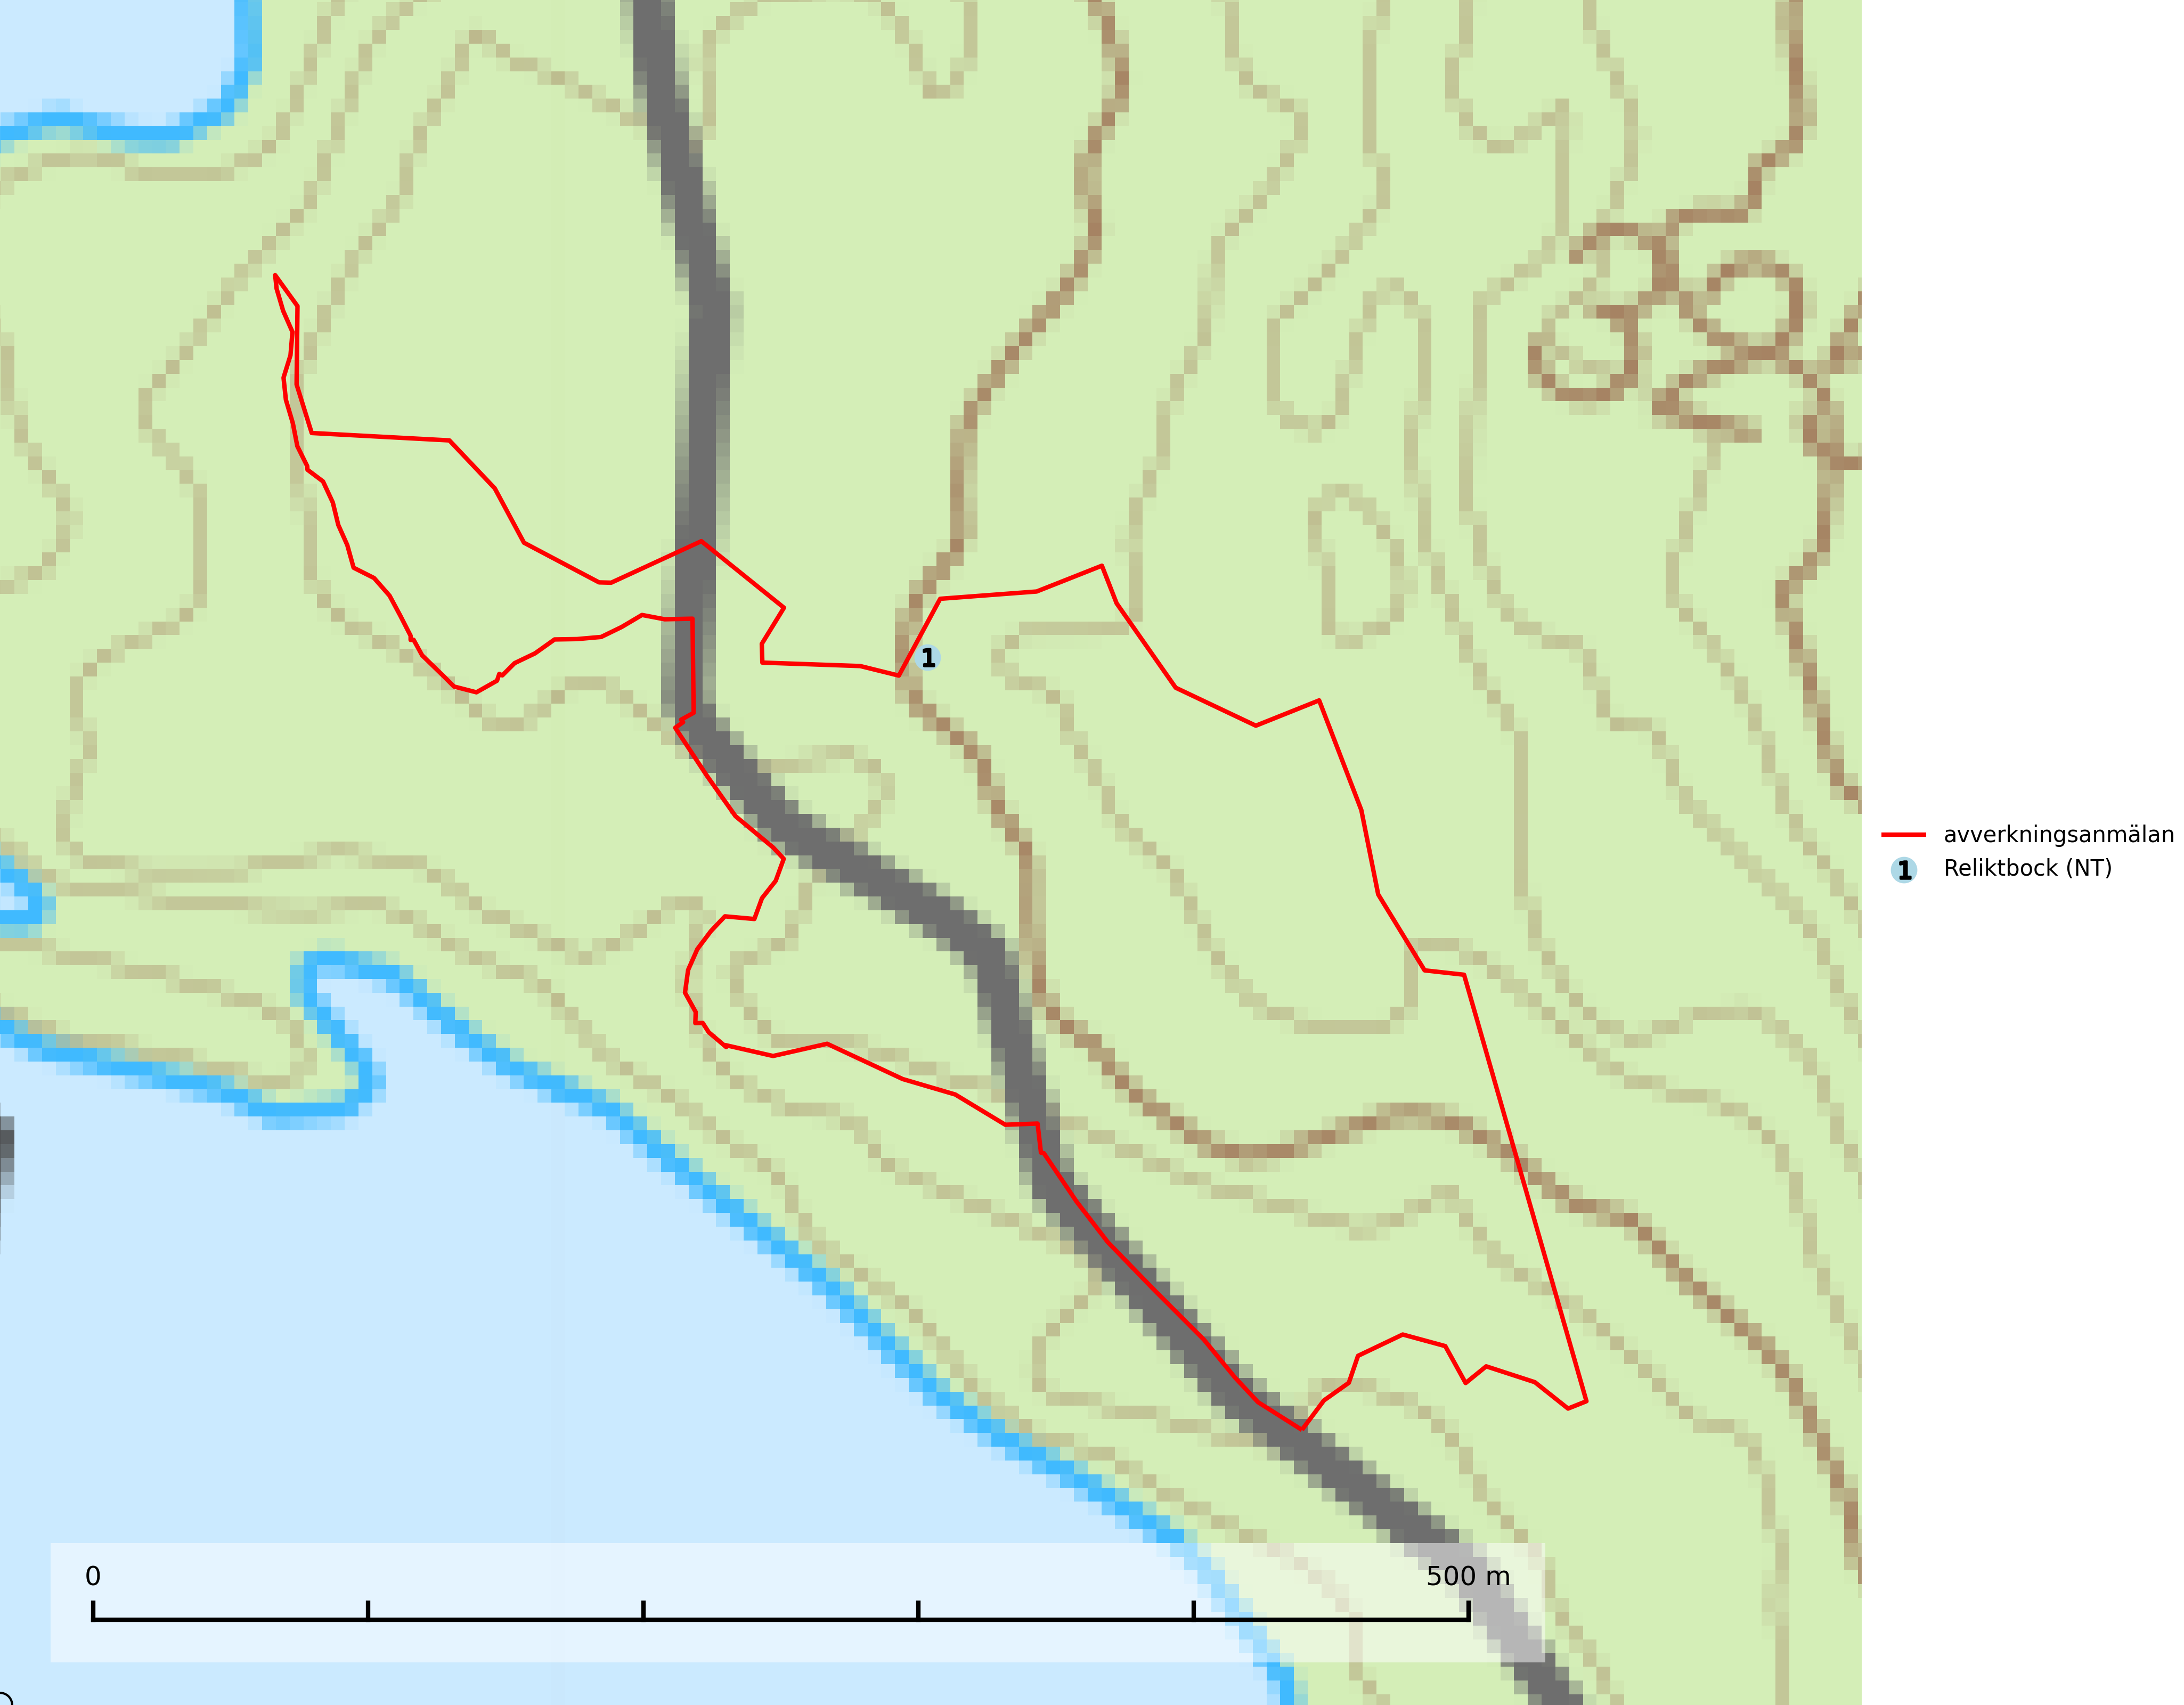 1
avverkningsanmälan
1 Reliktbock (NT)
0 500 m